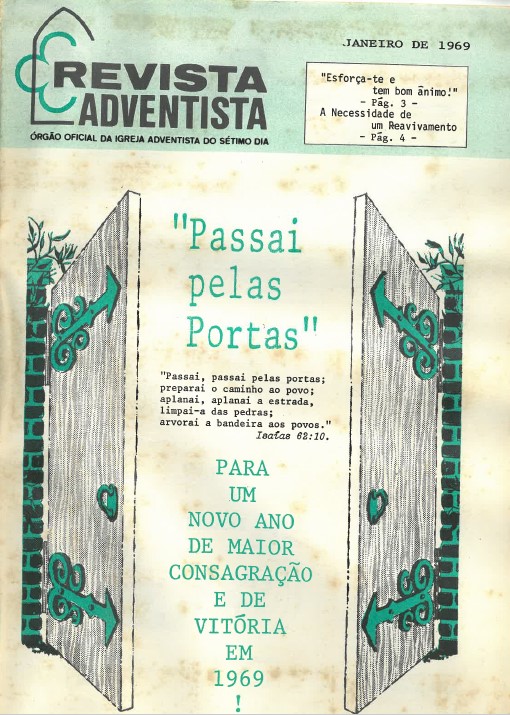 JANEIRO DE 1969
REVISTA
ADVENTISTA
ÓRGÃO OFICIAL DA IGREJA ADVENTISTA DO SÉTIMO DIA
"Esforça-te e
tem bom ânimo!"
- Pág. 3 -
A Necessidade de
um Reavivamento
- Pág. 4 -
"Passai
pelas
Portas"
"Passai, passai pelas portas;
preparai o caminho ao povo;
aplanai, aplanai a estrada,
limpai-a das pedras;
arvorai a bandeira aos povos."
Isaías 62:10.
PARA
UM
NOVO ANO
DE MAIOR
CONSAGRAÇÃO
E DE
VITÓRIA
EM
1969
!